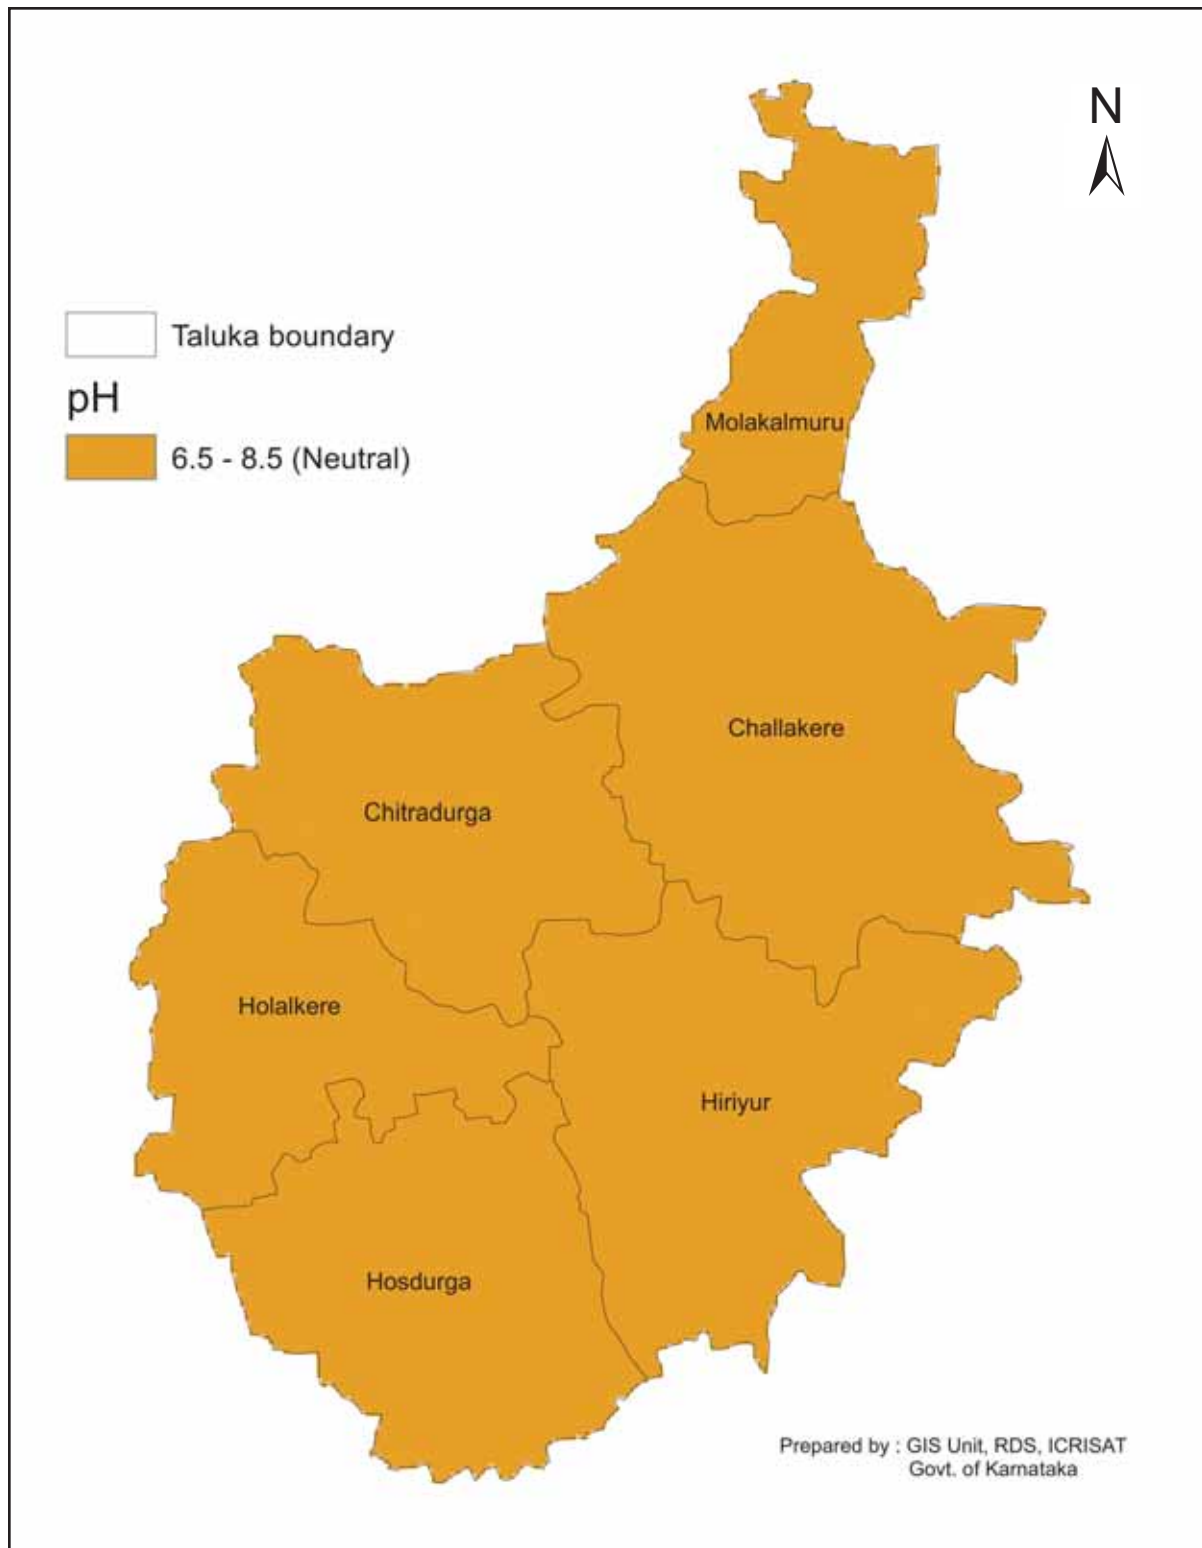 N
Taluka boundary
pH
6.5 - 8.5 (Neutral)
Molakalmuru
Challakere
Chitradurga
Holalkere
Hiriyur
Hosdurga
Prepared by : GIS Unit, RDS, ICRISAT
Govt. of Karnataka